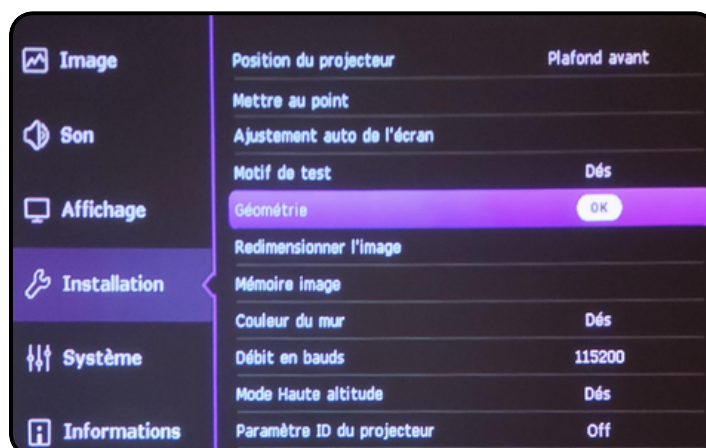 Image
Son
Affichage
Installation
Système
Informations
Position du projecteur Plafond avant
Mettre au point
Ajustement auto de l'écran
Motif de test Dés
Géométrie OK
Redimensionner l'image
Mémoire image
Couleur du mur Dés
Débit en bauds 115200
Mode Haute altitude Dés
Paramètre ID du projecteur Off